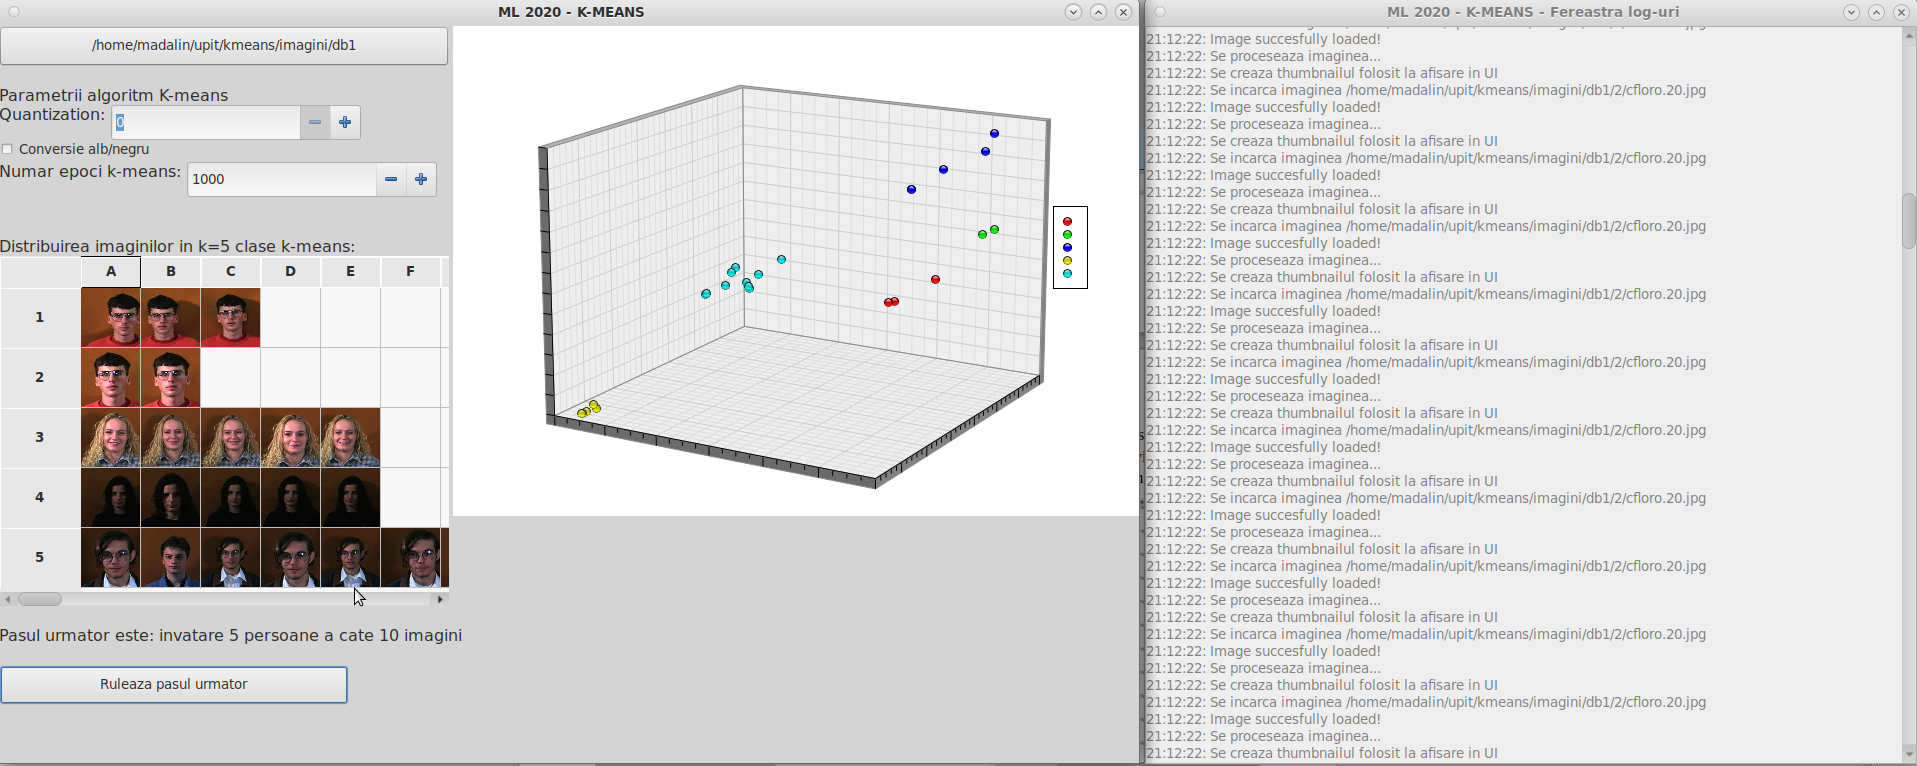 ML 2020 - K-MEANS
/home/madalin/upit/kmeans/imagini/db1
Parametrii algoritm K-means
Quantization: 0
Conversie alb/negru
Numar epoci k-means: 1000
Distribuirea imaginilor in k=5 clase k-means:
A B C D E F
1
2
3
4
5
Pasul urmator este: invatare 5 persoane a cate 10 imagini
Ruleaza pasul urmator
ML 2020 - K-MEANS - Fereastra log-uri
21:12:22: Image succesfully loaded!
21:12:22: Se proceseaza imaginea...
21:12:22: Se creaza thumbnailul folosit la afisare in UI
21:12:22: Se incarca imaginea /home/madalin/upit/kmeans/imagini/db1/2/cfloro.20.jpg
21:12:22: Image succesfully loaded!
21:12:22: Se proceseaza imaginea...
21:12:22: Se creaza thumbnailul folosit la afisare in UI
21:12:22: Se incarca imaginea /home/madalin/upit/kmeans/imagini/db1/2/cfloro.20.jpg
21:12:22: Image succesfully loaded!
21:12:22: Se proceseaza imaginea...
21:12:22: Se creaza thumbnailul folosit la afisare in UI
21:12:22: Se incarca imaginea /home/madalin/upit/kmeans/imagini/db1/2/cfloro.20.jpg
21:12:22: Image succesfully loaded!
21:12:22: Se proceseaza imaginea...
21:12:22: Se creaza thumbnailul folosit la afisare in UI
21:12:22: Se incarca imaginea /home/madalin/upit/kmeans/imagini/db1/2/cfloro.20.jpg
21:12:22: Image succesfully loaded!
21:12:22: Se proceseaza imaginea...
21:12:22: Se creaza thumbnailul folosit la afisare in UI
21:12:22: Se incarca imaginea /home/madalin/upit/kmeans/imagini/db1/2/cfloro.20.jpg
21:12:22: Image succesfully loaded!
21:12:22: Se proceseaza imaginea...
21:12:22: Se creaza thumbnailul folosit la afisare in UI
21:12:22: Se incarca imaginea /home/madalin/upit/kmeans/imagini/db1/2/cfloro.20.jpg
21:12:22: Image succesfully loaded!
21:12:22: Se proceseaza imaginea...
21:12:22: Se creaza thumbnailul folosit la afisare in UI
21:12:22: Se incarca imaginea /home/madalin/upit/kmeans/imagini/db1/2/cfloro.20.jpg
21:12:22: Image succesfully loaded!
21:12:22: Se proceseaza imaginea...
21:12:22: Se creaza thumbnailul folosit la afisare in UI
21:12:22: Se incarca imaginea /home/madalin/upit/kmeans/imagini/db1/2/cfloro.20.jpg
21:12:22: Image succesfully loaded!
21:12:22: Se proceseaza imaginea...
21:12:22: Se creaza thumbnailul folosit la afisare in UI
21:12:22: Se incarca imaginea /home/madalin/upit/kmeans/imagini/db1/2/cfloro.20.jpg
21:12:22: Image succesfully loaded!
21:12:22: Se proceseaza imaginea...
21:12:22: Se creaza thumbnailul folosit la afisare in UI
21:12:22: Se incarca imaginea /home/madalin/upit/kmeans/imagini/db1/2/cfloro.20.jpg
21:12:22: Image succesfully loaded!
21:12:22: Se proceseaza imaginea...
21:12:22: Se creaza thumbnailul folosit la afisare in UI